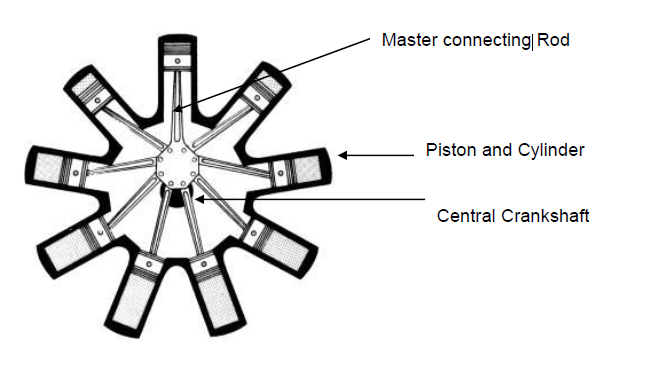 Master connecting Rod
Piston and Cylinder
Central Crankshaft